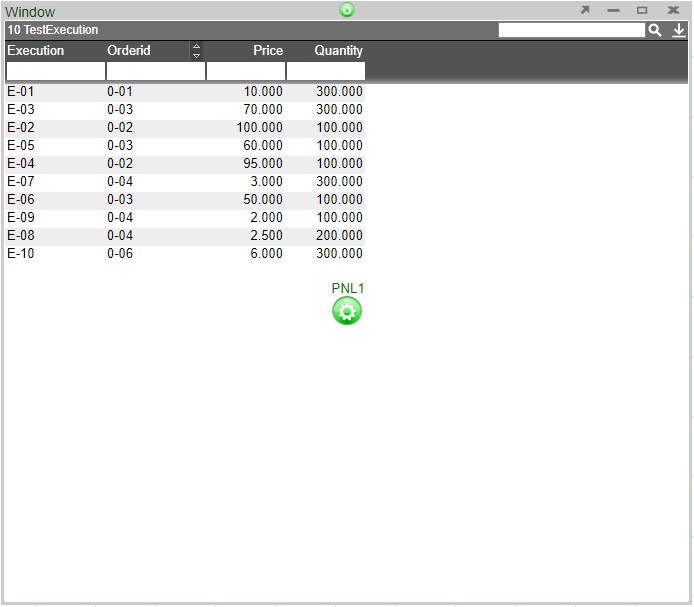 Window
10 TestExecution
Execution Orderid Price Quantity
E-01 0-01 10.000 300.000
E-03 0-03 70.000 300.000
E-02 0-02 100.000 100.000
E-05 0-03 60.000 100.000
E-04 0-02 95.000 100.000
E-07 0-04 3.000 300.000
E-06 0-03 50.000 100.000
E-09 0-04 2.000 100.000
E-08 0-04 2.500 200.000
E-10 0-06 6.000 300.000
PNL1